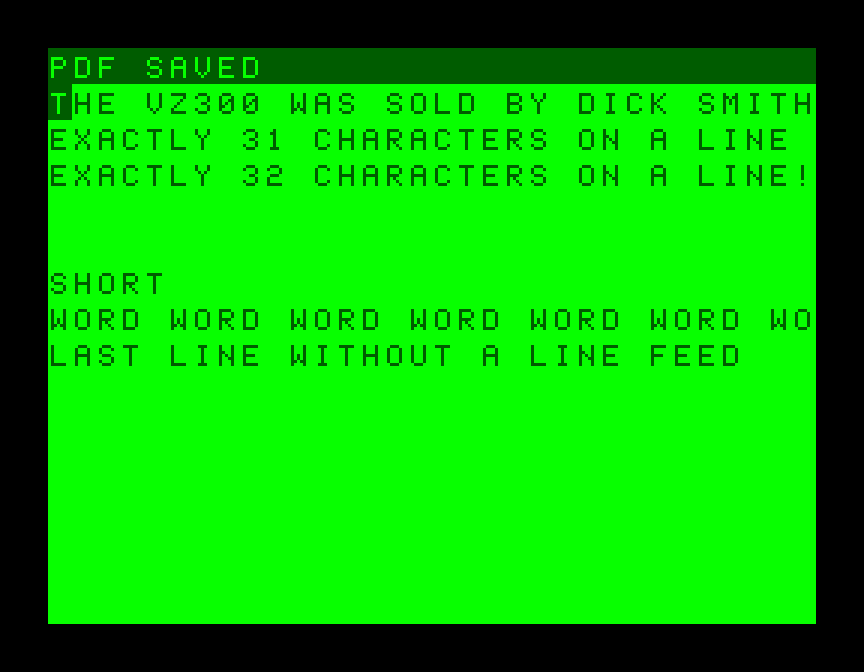 PDF SAVED
THE VZ300 WAS SOLD BY DICK SMITH
EXACTLY 31 CHARACTERS ON A LINE
EXACTLY 32 CHARACTERS ON A LINE!
SHORT
WORD WORD WORD WORD WORD WORD WO
LAST LINE WITHOUT A LINE FEED